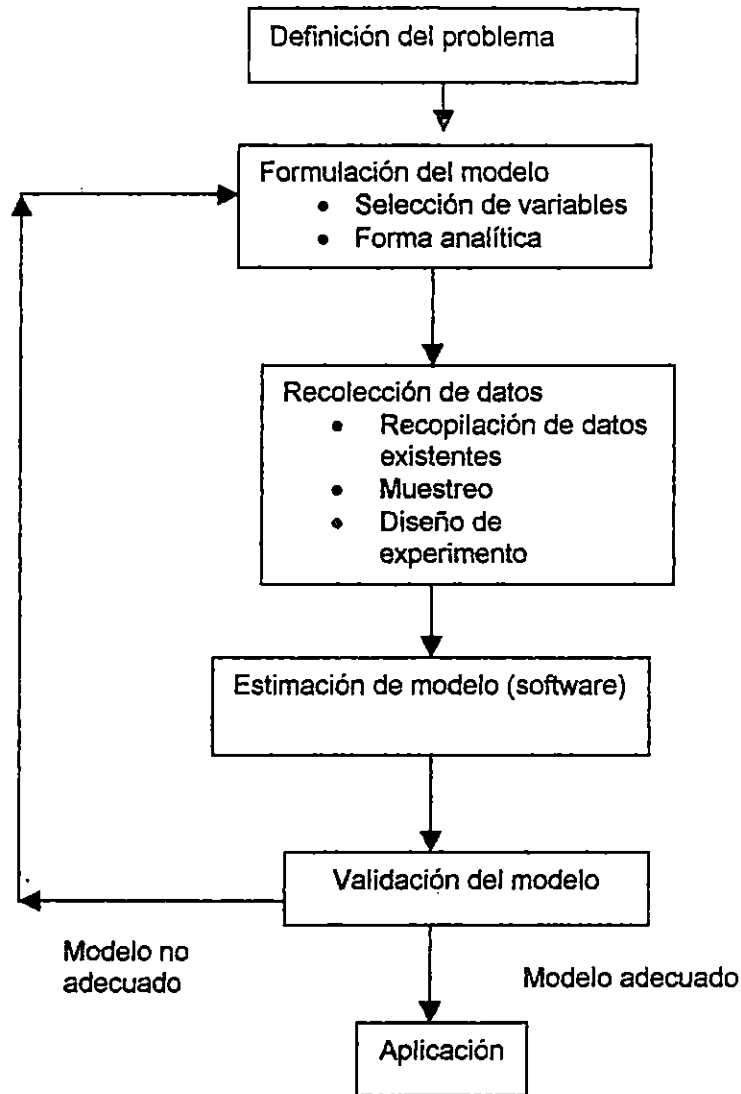 Definición del problema
Formulación del modelo
• Selección de variables
• Forma analítica
Recolección de datos
• Recopilación de datos
existentes
• Muestreo
• Diseño de
experimento
Estimación de modelo (software)
Validación del modelo
Modelo no
adecuado
Modelo adecuado
Aplicación